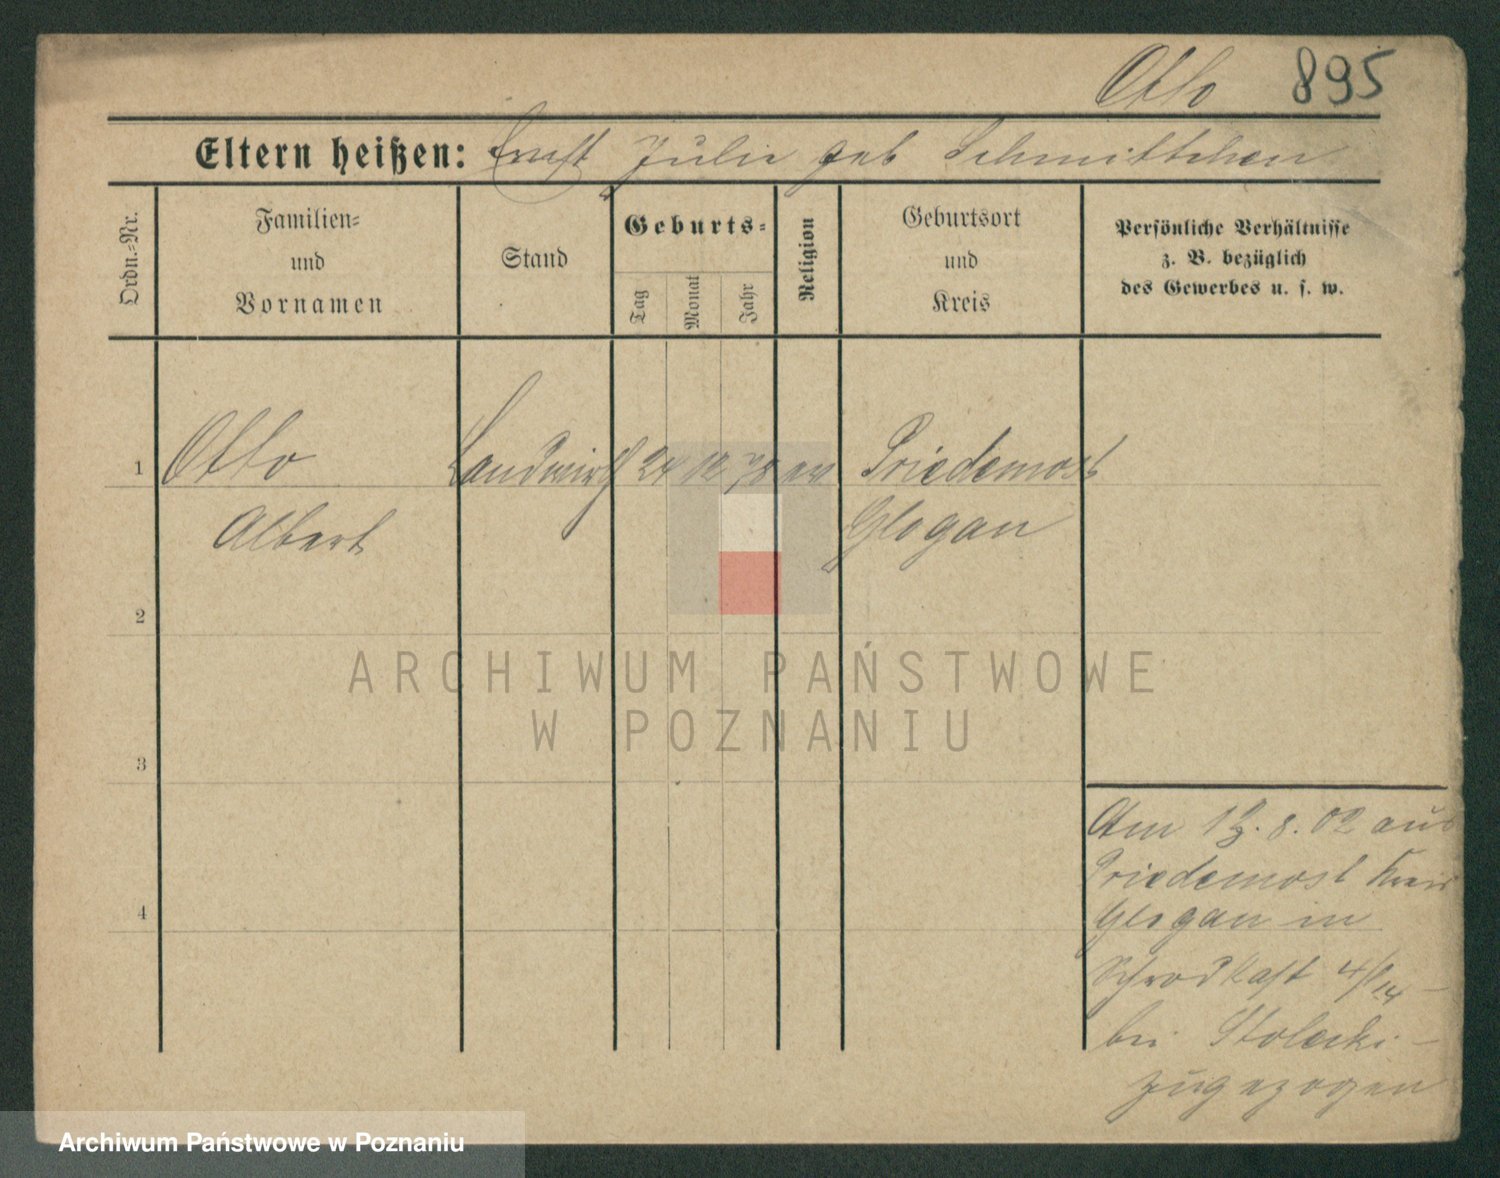 Otto 895
Eltern heißen: Ernst Julie geb Schmittchen
Ordn.=Nr.
Familien=
und
Vornamen
Stand
Geburts=
Tag
Monat
Jahr
Religion
Geburtsort
und
Kreis
Persönliche Verhältnisse
z. B. bezüglich
des Gewerbes u. s. w.
1 Otto Landwirth 24 12 78 ev Priedemost
Albert Glogau
2
3
4
Am 13. 8. 02 aus
Priedemost Kreis
Glogau in
4/14
bei Stolecki
zugezogen
ARCHIWUM PAŃSTWOWE
W POZNANIU
Archiwum Państwowe w Poznaniu